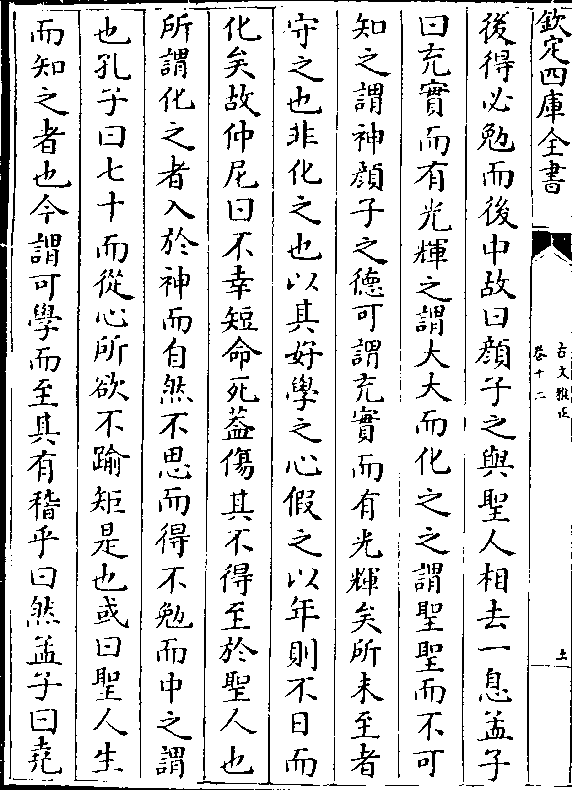 欽定四庫全書
古文雅正
卷十二
十
後得必勉而後中故曰顔子之與聖人相去一息孟子
曰充實而有光輝之謂大大而化之之謂聖聖而不可
知之謂神顔子之德可謂充實而有光輝矣所未至者
守之也非化之也以其好學之心假之以年則不日而
化矣故仲尼曰不幸短命死葢傷其不得至於聖人也
所謂化之者入於神而自然不思而得不勉而中之謂
也孔子曰七十而從心所欲不踰矩是也或曰聖人生
而知之者也今謂可學而至其有稽乎曰然孟子曰堯